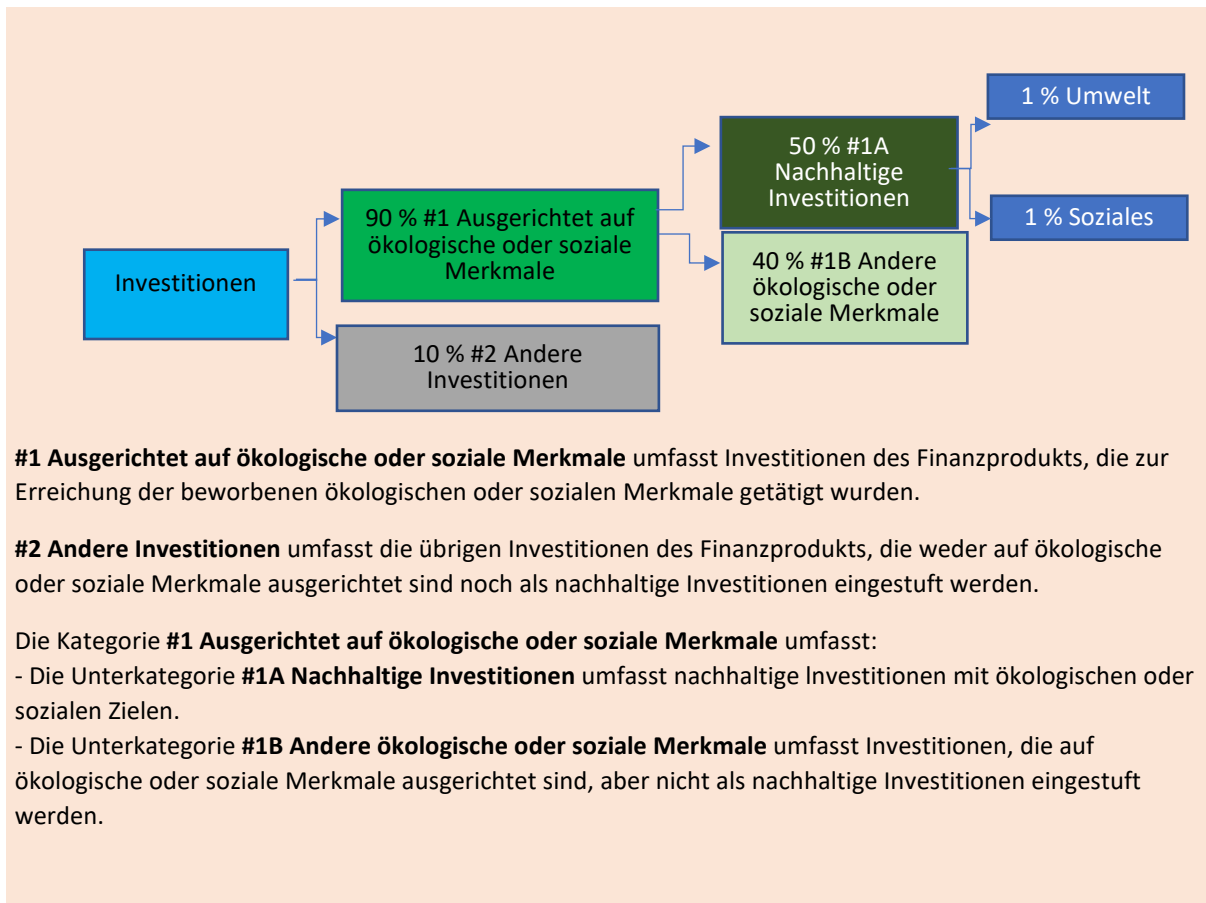 1 % Umwelt
50 % #1A
Nachhaltige
Investitionen
90 % #1 Ausgerichtet auf
ökologische oder soziale
Merkmale
1 % Soziales
Investitionen
40 % #1B Andere
ökologische oder
soziale Merkmale
10 % #2 Andere
Investitionen
#1 Ausgerichtet auf ökologische oder soziale Merkmale umfasst Investitionen des Finanzprodukts, die zur
Erreichung der beworbenen ökologischen oder sozialen Merkmale getätigt wurden.
#2 Andere Investitionen umfasst die übrigen Investitionen des Finanzprodukts, die weder auf ökologische
oder soziale Merkmale ausgerichtet sind noch als nachhaltige Investitionen eingestuft werden.
Die Kategorie #1 Ausgerichtet auf ökologische oder soziale Merkmale umfasst:
- Die Unterkategorie #1A Nachhaltige Investitionen umfasst nachhaltige lnvestitionen mit ökologischen oder
sozialen Zielen.
- Die Unterkategorie #1B Andere ökologische oder soziale Merkmale umfasst Investitionen, die auf
ökologische oder soziale Merkmale ausgerichtet sind, aber nicht als nachhaltige Investitionen eingestuft
werden.